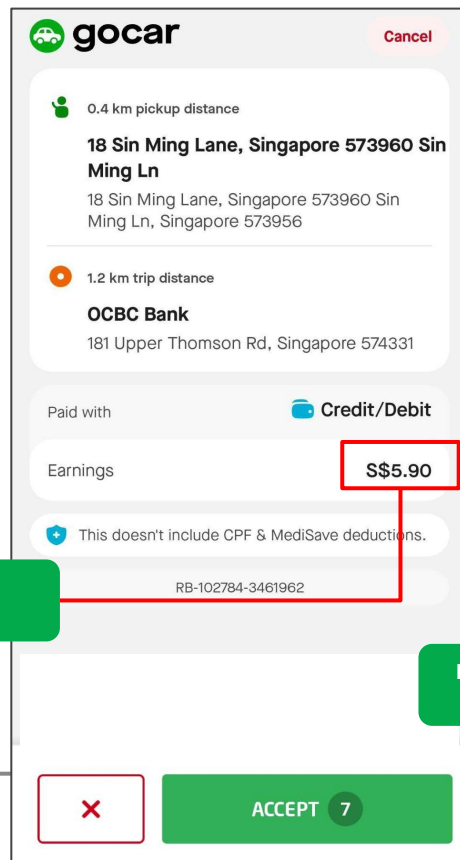 gocar
Cancel
0.4 km pickup distance
18 Sin Ming Lane, Singapore 573960 Sin
Ming Ln
18 Sin Ming Lane, Singapore 573960 Sin
Ming Ln, Singapore 573956
1.2 km trip distance
OCBC Bank
181 Upper Thomson Rd, Singapore 574331
Paid with
Credit/Debit
Earnings
S$5.90
This doesn't include CPF & MediSave deductions.
RB-102784-3461962
ACCEPT 7